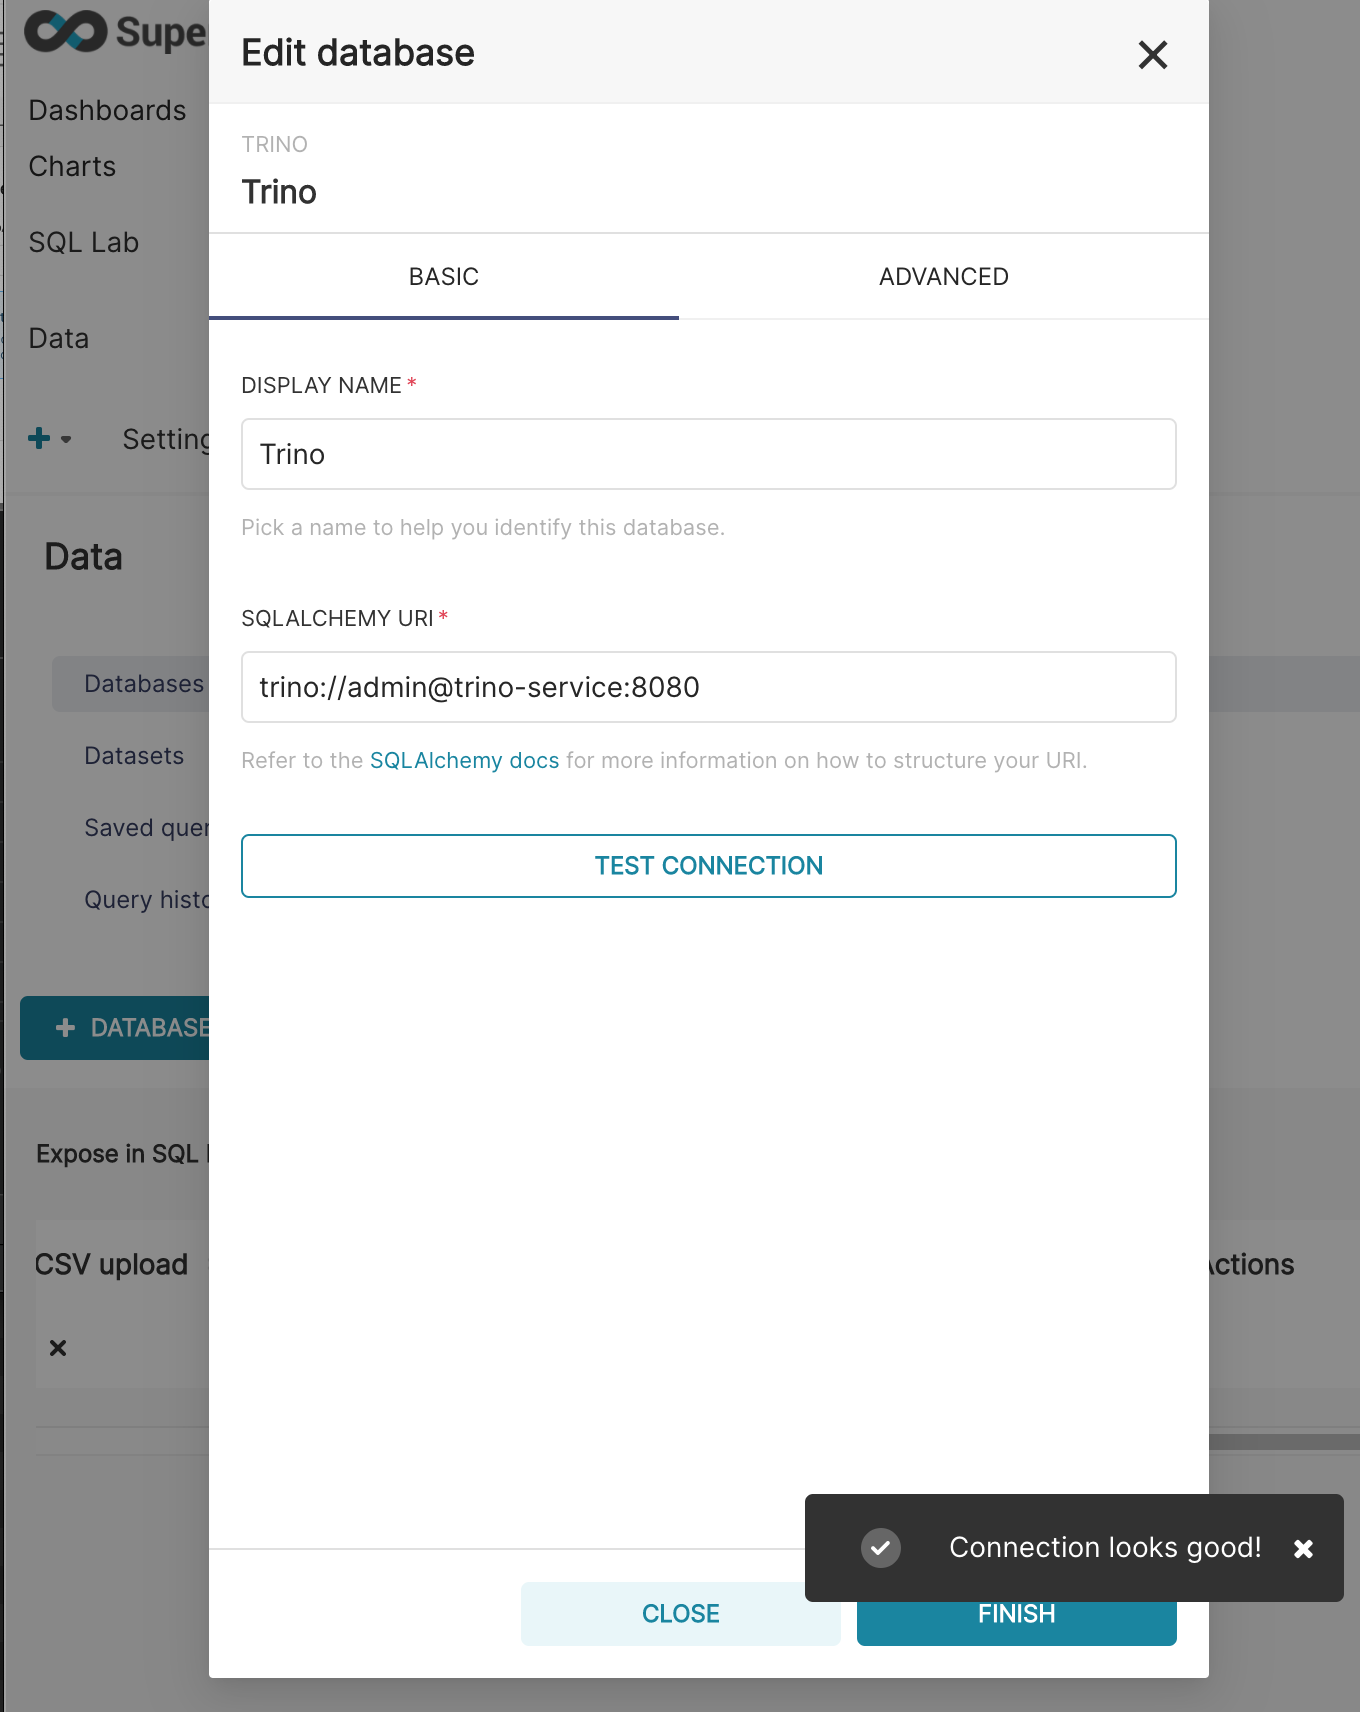 Supe
Edit database
Dashboards
Charts
SQL Lab
Data
Setting
TRINO
Trino
BASIC
ADVANCED
DISPLAY NAME *
Trino
Pick a name to help you identify this database.
SQLALCHEMY URI *
trino://admin@trino-service:8080
Refer to the SQLAlchemy docs for more information on how to structure your URI.
TEST CONNECTION
Data
Databases
Datasets
Saved quer
Query histo
+ DATABASE
Expose in SQL
CSV upload
Actions
Connection looks good!
CLOSE
FINISH